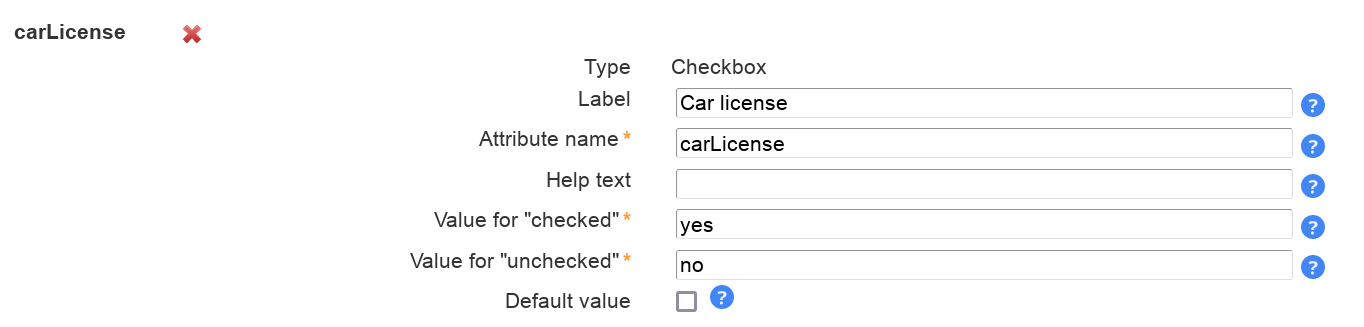 carLicense
Type Checkbox
Label Car license ?
Attribute name* carLicense ?
Help text ?
Value for "checked"* yes ?
Value for "unchecked"* no ?
Default value ?